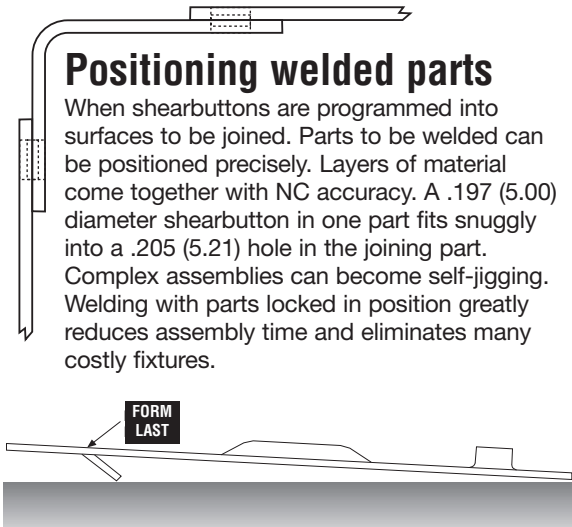 Positioning welded parts
When shearbuttons are programmed into
surfaces to be joined. Parts to be welded can
be positioned precisely. Layers of material
come together with NC accuracy. A .197 (5.00)
diameter shearbutton in one part fits snuggly
into a .205 (5.21) hole in the joining part.
Complex assemblies can become self-jigging.
Welding with parts locked in position greatly
reduces assembly time and eliminates many
costly fixtures.
FORM
LAST